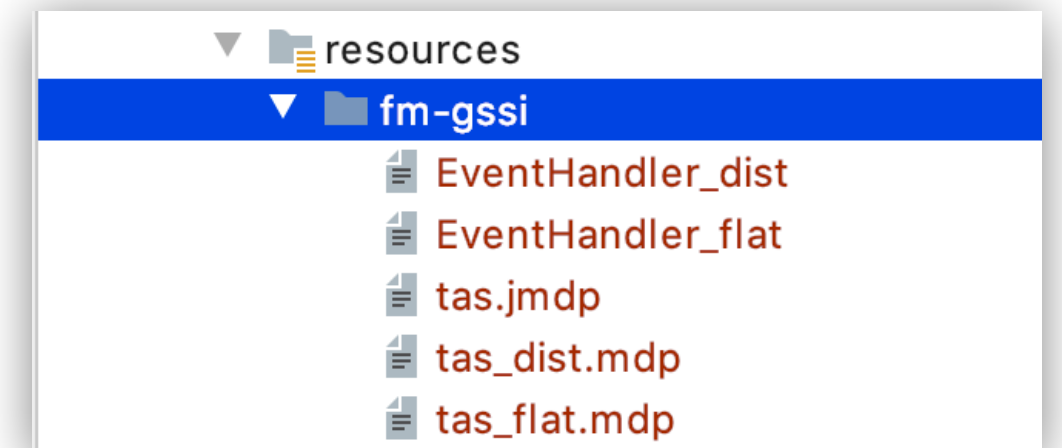 resources
fm-gssi
EventHandler_dist
EventHandler_flat
tas.jmdp
tas_dist.mdp
tas_flat.mdp